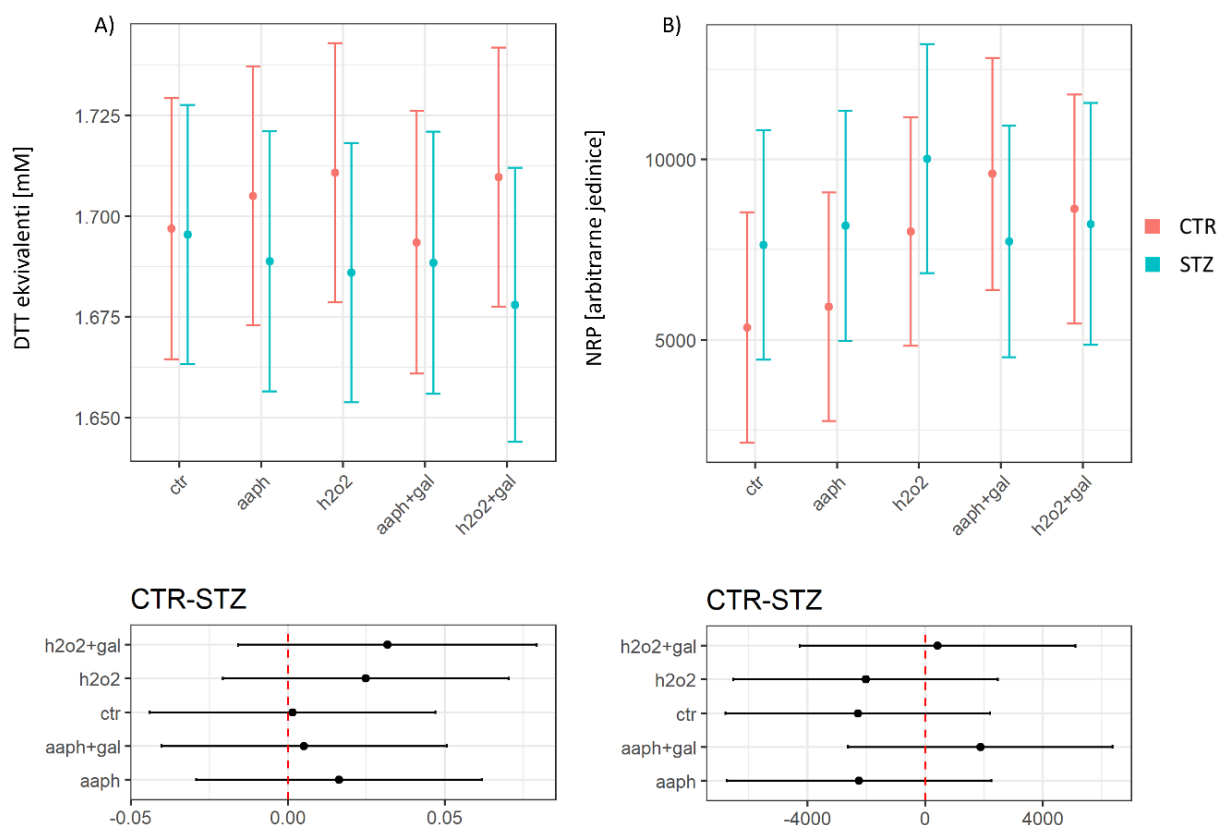 A)
DTT ekvivalenti [mM]
1.725
1.700
1.675
1.650
ctr
aaph
h2o2
aaph+gal
h2o2+gal
B)
NRP [arbitrarne jedinice]
10000
5000
ctr
aaph
h2o2
aaph+gal
h2o2+gal
CTR
STZ
CTR-STZ
h2o2+gal
h2o2
ctr
aaph+gal
aaph
-0.05
0.00
0.05
CTR-STZ
h2o2+gal
h2o2
ctr
aaph+gal
aaph
-4000
0
4000